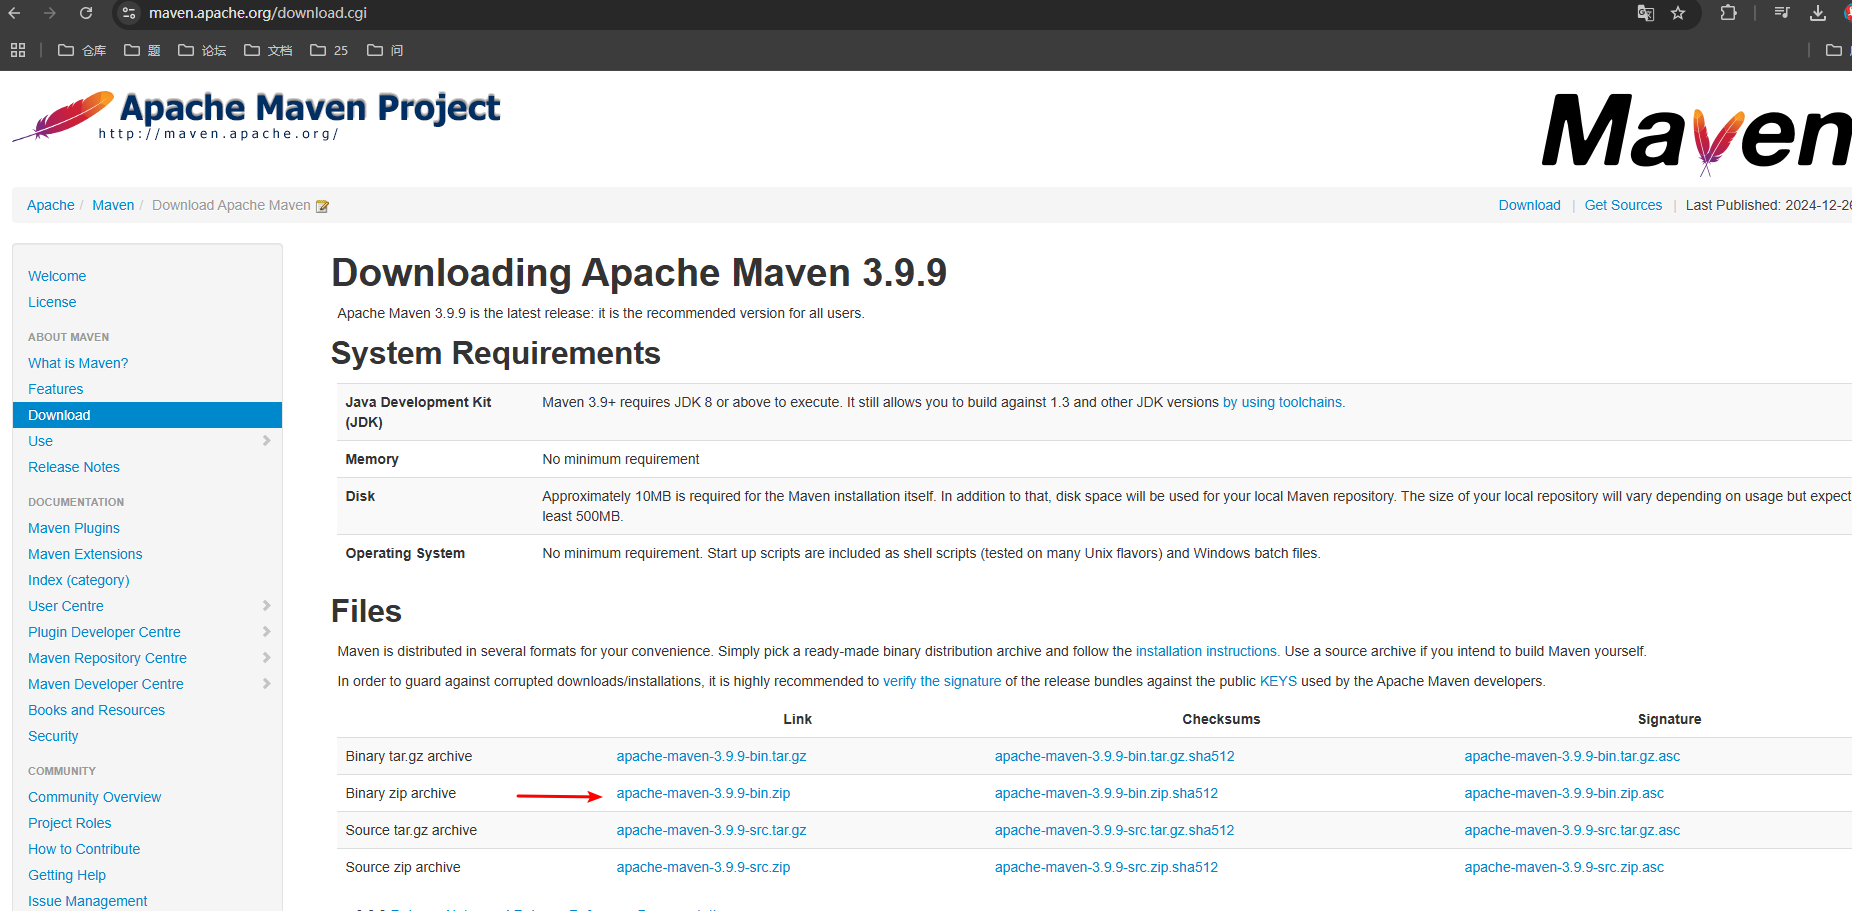 maven.apache.org/download.cgi
仓库 题 论坛 文档 25 问
Apache Maven Project
http://maven.apache.org/
Maven
Apache / Maven / Download Apache Maven
Download | Get Sources | Last Published: 2024-12-26
Welcome
License
ABOUT MAVEN
What is Maven?
Features
Download
Use
Release Notes
DOCUMENTATION
Maven Plugins
Maven Extensions
Index (category)
User Centre
Plugin Developer Centre
Maven Repository Centre
Maven Developer Centre
Books and Resources
Security
COMMUNITY
Community Overview
Project Roles
How to Contribute
Getting Help
Issue Management
Downloading Apache Maven 3.9.9
Apache Maven 3.9.9 is the latest release: it is the recommended version for all users.
System Requirements
Java Development Kit (JDK) Maven 3.9+ requires JDK 8 or above to execute. It still allows you to build against 1.3 and other JDK versions by using toolchains.
Memory No minimum requirement
Disk Approximately 10MB is required for the Maven installation itself. In addition to that, disk space will be used for your local Maven repository. The size of your local repository will vary depending on usage but expect
least 500MB.
Operating System No minimum requirement. Start up scripts are included as shell scripts (tested on many Unix flavors) and Windows batch files.
Files
Maven is distributed in several formats for your convenience. Simply pick a ready-made binary distribution archive and follow the installation instructions. Use a source archive if you intend to build Maven yourself.
In order to guard against corrupted downloads/installations, it is highly recommended to verify the signature of the release bundles against the public KEYS used by the Apache Maven developers.
Link Checksums Signature
Binary tar.gz archive apache-maven-3.9.9-bin.tar.gz apache-maven-3.9.9-bin.tar.gz.sha512 apache-maven-3.9.9-bin.tar.gz.asc
Binary zip archive apache-maven-3.9.9-bin.zip apache-maven-3.9.9-bin.zip.sha512 apache-maven-3.9.9-bin.zip.asc
Source tar.gz archive apache-maven-3.9.9-src.tar.gz apache-maven-3.9.9-src.tar.gz.sha512 apache-maven-3.9.9-src.tar.gz.asc
Source zip archive apache-maven-3.9.9-src.zip apache-maven-3.9.9-src.zip.sha512 apache-maven-3.9.9-src.zip.asc